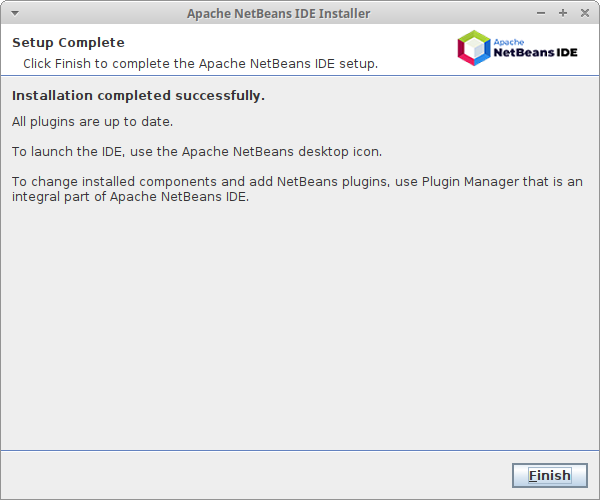 Apache NetBeans IDE Installer
Setup Complete
Click Finish to complete the Apache NetBeans IDE setup.
Apache
NetBeans IDE
Installation completed successfully.
All plugins are up to date.
To launch the IDE, use the Apache NetBeans desktop icon.
To change installed components and add NetBeans plugins, use Plugin Manager that is an
integral part of Apache NetBeans IDE.
Finish